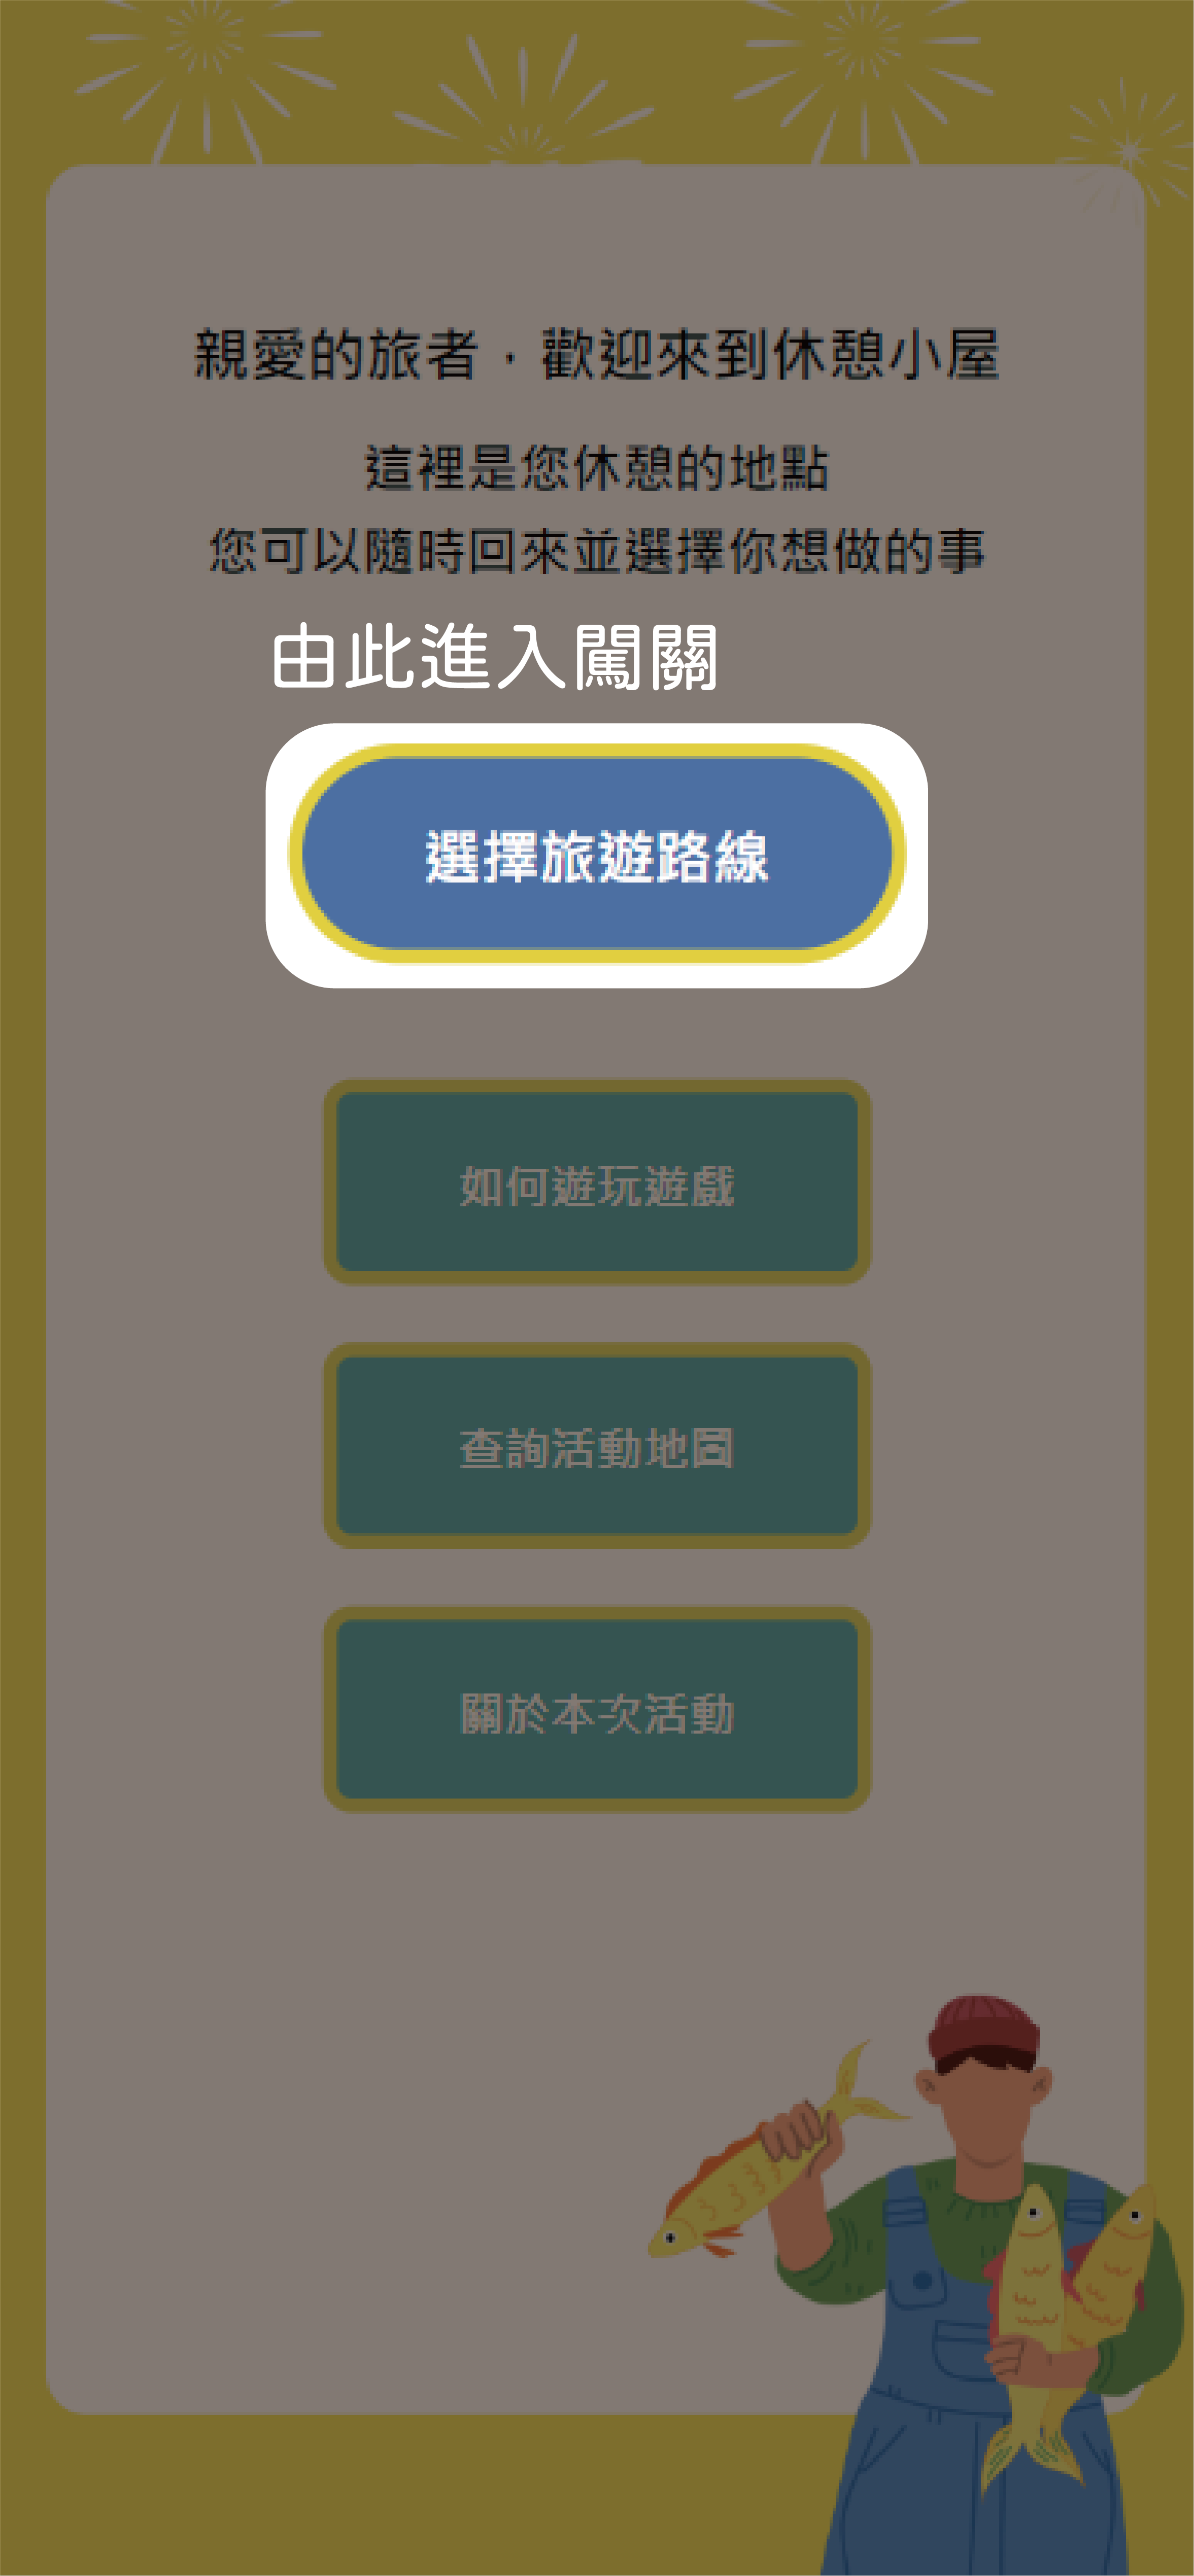 親愛的旅者，歡迎來到休憩小屋
這裡是您休憩的地點
您可以隨時回來並選擇你想做的事
由此進入闖關
選擇旅遊路線
如何遊玩遊戲
查詢活動地圖
關於本次活動